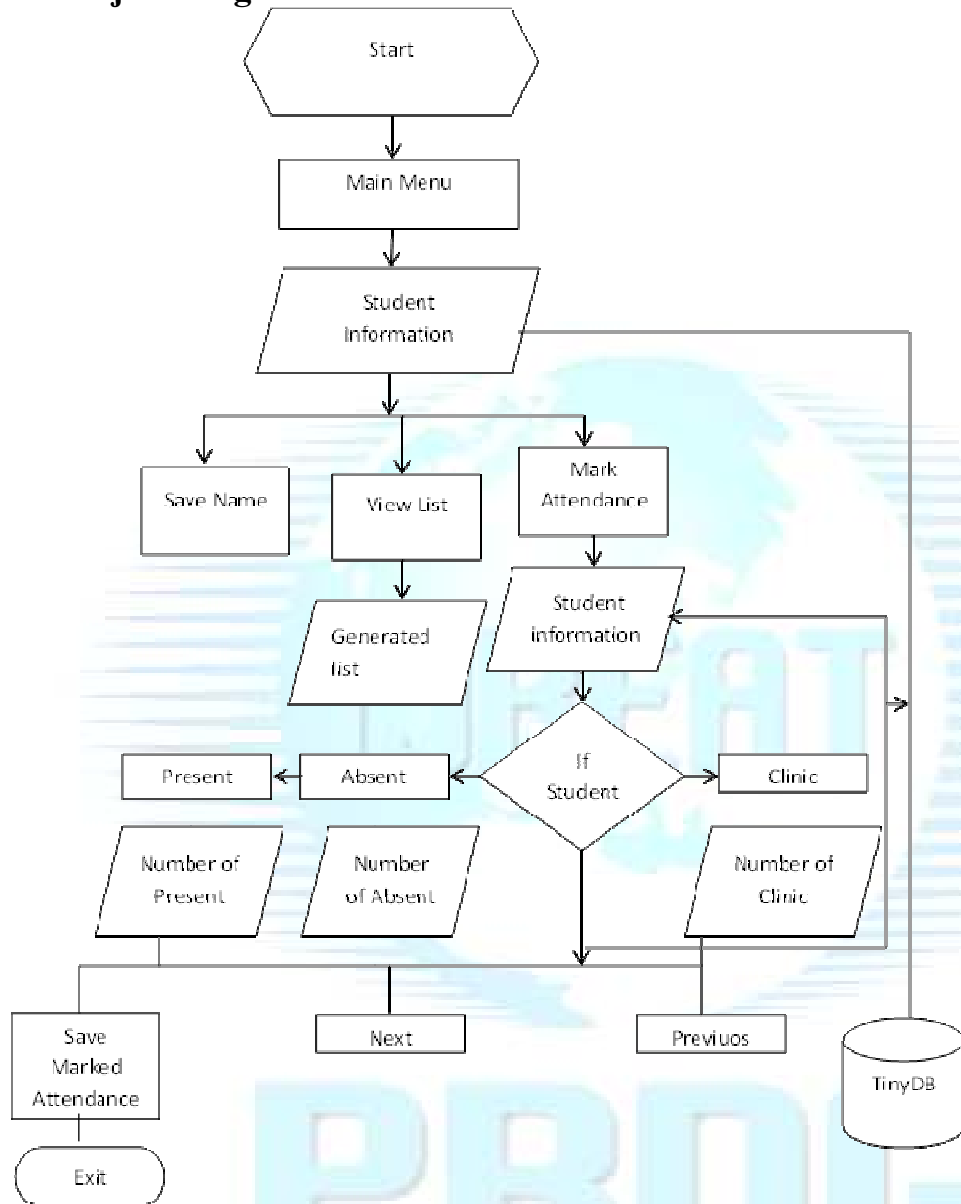 Start
Main Menu
Student
information
Save Name
View List
Mark
Attendance
Student
information
Generated
list
If
Student
Present
Absent
Clinic
Number of
Present
Number
of Absent
Number of
Clinic
Save
Marked
Attendance
Next
Previuos
TinyDB
Exit